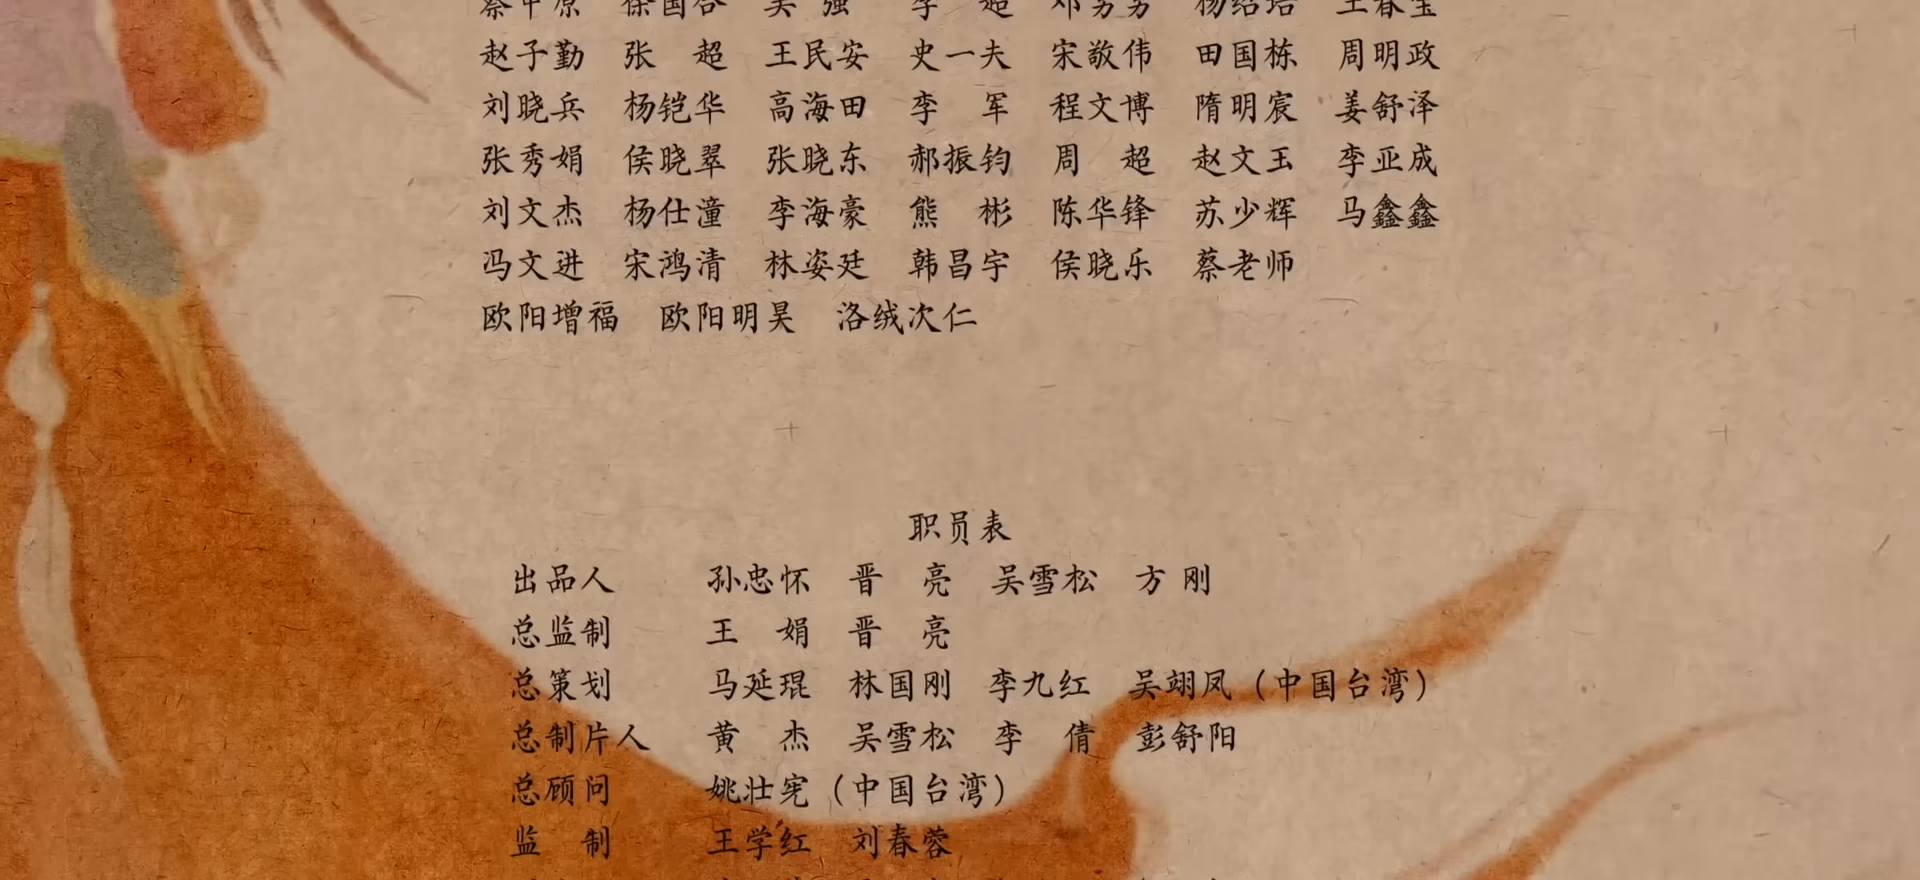 赵子勤 张 超 王民安 史一夫 宋敬伟 田国栋 周明政
刘晓兵 杨铠华 高海田 李 军 程文博 隋明宸 姜舒泽
张秀娟 侯晓翠 张晓东 郝振钧 周 超 赵文玉 李亚成
刘文杰 杨仕潼 李海豪 熊 彬 陈华锋 苏少辉 马鑫鑫
冯文进 宋鸿清 林姿廷 韩昌宇 侯晓乐 蔡老师
欧阳增福 欧阳明昊 洛绒次仁
职员表
出品人 孙忠怀 晋 亮 吴雪松 方 刚
总监制 王 娟 晋 亮
总策划 马延琨 林国刚 李九红 吴翊凤（中国台湾）
总制片人 黄 杰 吴雪松 李 倩 彭舒阳
总顾问 姚壮宪（中国台湾）
监 制 王学红 刘春蓉